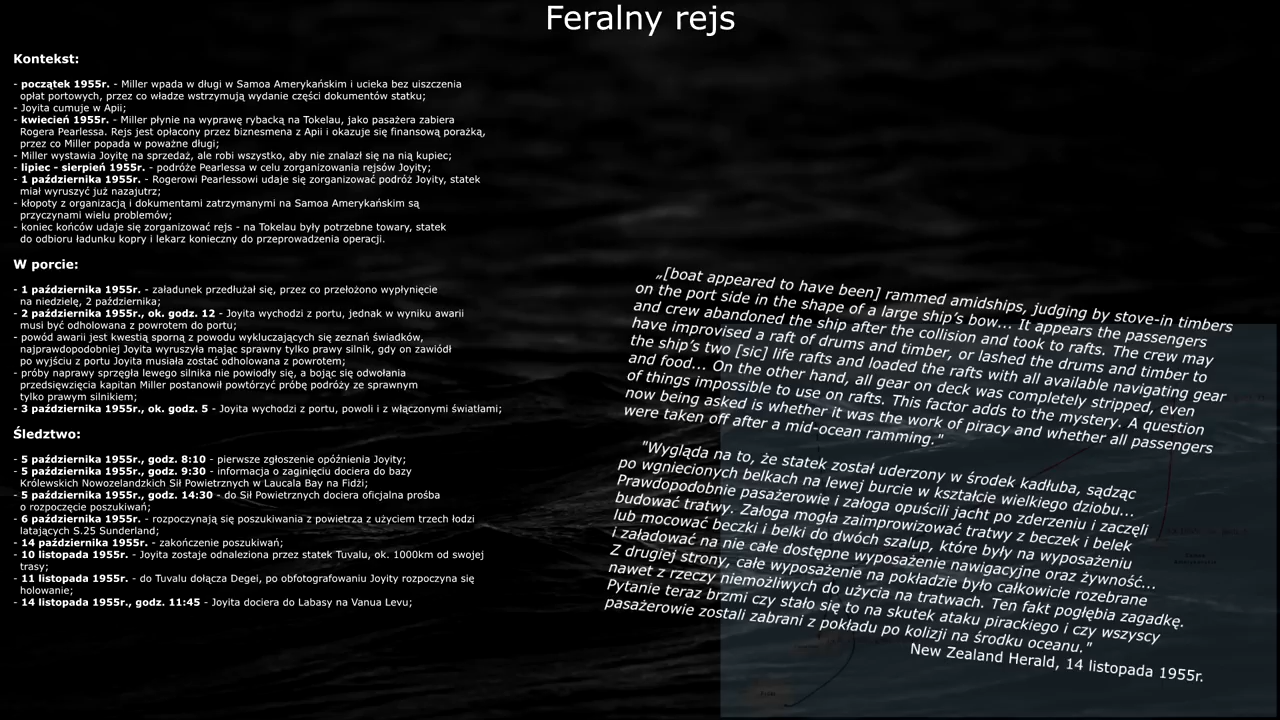 Feralny rejs
Kontekst:
- początek 1955r. - Miller wpada w długi w Samoa Amerykańskim i ucieka bez uiszczenia
opłat portowych, przez co władze wstrzymują wydanie części dokumentów statku;
- Joyita cumuje w Apii;
- kwiecień 1955r. - Miller płynie na wyprawę rybacką na Tokelau, jako pasażera zabiera
Rogera Pearlessa. Rejs jest opłacony przez biznesmena z Apii i okazuje się finansową porażką,
przez co Miller popada w poważne długi;
- Miller wystawia Joyitę na sprzedaż, ale robi wszystko, aby nie znalazł się na nią kupiec;
- lipiec - sierpień 1955r. - podróże Pearlessa w celu zorganizowania rejsów Joyity;
- 1 października 1955r. - Rogerowi Pearlessowi udaje się zorganizować podróż Joyity, statek
miał wyruszyć już nazajutrz;
- kłopoty z organizacją i dokumentami zatrzymanymi na Samoa Amerykańskim są
przyczynami wielu problemów;
- koniec końców udaje się zorganizować rejs - na Tokelau były potrzebne towary, statek
do odbioru ładunku kopry i lekarz konieczny do przeprowadzenia operacji.
W porcie:
- 1 października 1955r. - załadunek przedłużał się, przez co przełożono wypłynięcie
na niedzielę, 2 października;
- 2 października 1955r., ok. godz. 12 - Joyita wychodzi z portu, jednak w wyniku awarii
musi być odholowana z powrotem do portu;
- powód awarii jest kwestią sporną z powodu wykluczających się zeznań świadków,
najprawdopodobniej Joyita wyruszyła mając sprawny tylko prawy silnik, gdy on zawiódł
po wyjściu z portu Joyita musiała zostać odholowana z powrotem;
- próby naprawy sprzęgła lewego silnika nie powiodły się, a bojąc się odwołania
przedsięwzięcia kapitan Miller postanowił powtórzyć próbę podróży ze sprawnym
tylko prawym silnikiem;
- 3 października 1955r., ok. godz. 5 - Joyita wychodzi z portu, powoli i z włączonymi światłami;
Śledztwo:
- 5 października 1955r., godz. 8:10 - pierwsze zgłoszenie opóźnienia Joyity;
- 5 października 1955r., godz. 9:30 - informacja o zaginięciu dociera do bazy
Królewskich Nowozelandzkich Sił Powietrznych w Laucala Bay na Fidżi;
- 5 października 1955r., godz. 14:30 - do Sił Powietrznych dociera oficjalna prośba
o rozpoczęcie poszukiwań;
- 6 października 1955r. - rozpoczynają się poszukiwania z powietrza z użyciem trzech łodzi
latających S.25 Sunderland;
- 14 października 1955r. - zakończenie poszukiwań;
- 10 listopada 1955r. - Joyita zostaje odnaleziona przez statek Tuvalu, ok. 1000km od swojej
trasy;
- 11 listopada 1955r. - do Tuvalu dołącza Degei, po obfotografowaniu Joyity rozpoczyna się
holowanie;
- 14 listopada 1955r., godz. 11:45 - Joyita dociera do Labasy na Vanua Levu;
„[boat appeared to have been] rammed amidships, judging by stove-in timbers
on the port side in the shape of a large ship's bow... It appears the passengers
and crew abandoned the ship after the collision and took to rafts. The crew may
have improvised a raft of drums and timber, or lashed the drums and timber to
the ship's two [sic] life rafts and loaded the rafts with all available navigating gear
and food... On the other hand, all gear on deck was completely stripped, even
of things impossible to use on rafts. This factor adds to the mystery. A question
now being asked is whether it was the work of piracy and whether all passengers
were taken off after a mid-ocean ramming."
"Wygląda na to, że statek został uderzony w środek kadłuba, sądząc
po wgniecionych belkach na lewej burcie w kształcie wielkiego dziobu...
Prawdopodobnie pasażerowie i załoga opuścili jacht po zderzeniu i zaczęli
budować tratwy. Załoga mogła zaimprowizować tratwy z beczek i belek
lub mocować beczki i belki do dwóch szalup, które były na wyposażeniu
i załadować na nie całe dostępne wyposażenie nawigacyjne oraz żywność...
Z drugiej strony, całe wyposażenie na pokładzie było całkowicie rozebrane
nawet z rzeczy niemożliwych do użycia na tratwach. Ten fakt pogłębia zagadkę.
Pytanie teraz brzmi czy stało się to na skutek ataku pirackiego i czy wszyscy
pasażerowie zostali zabrani z pokładu po kolizji na środku oceanu."
New Zealand Herald, 14 listopada 1955r.